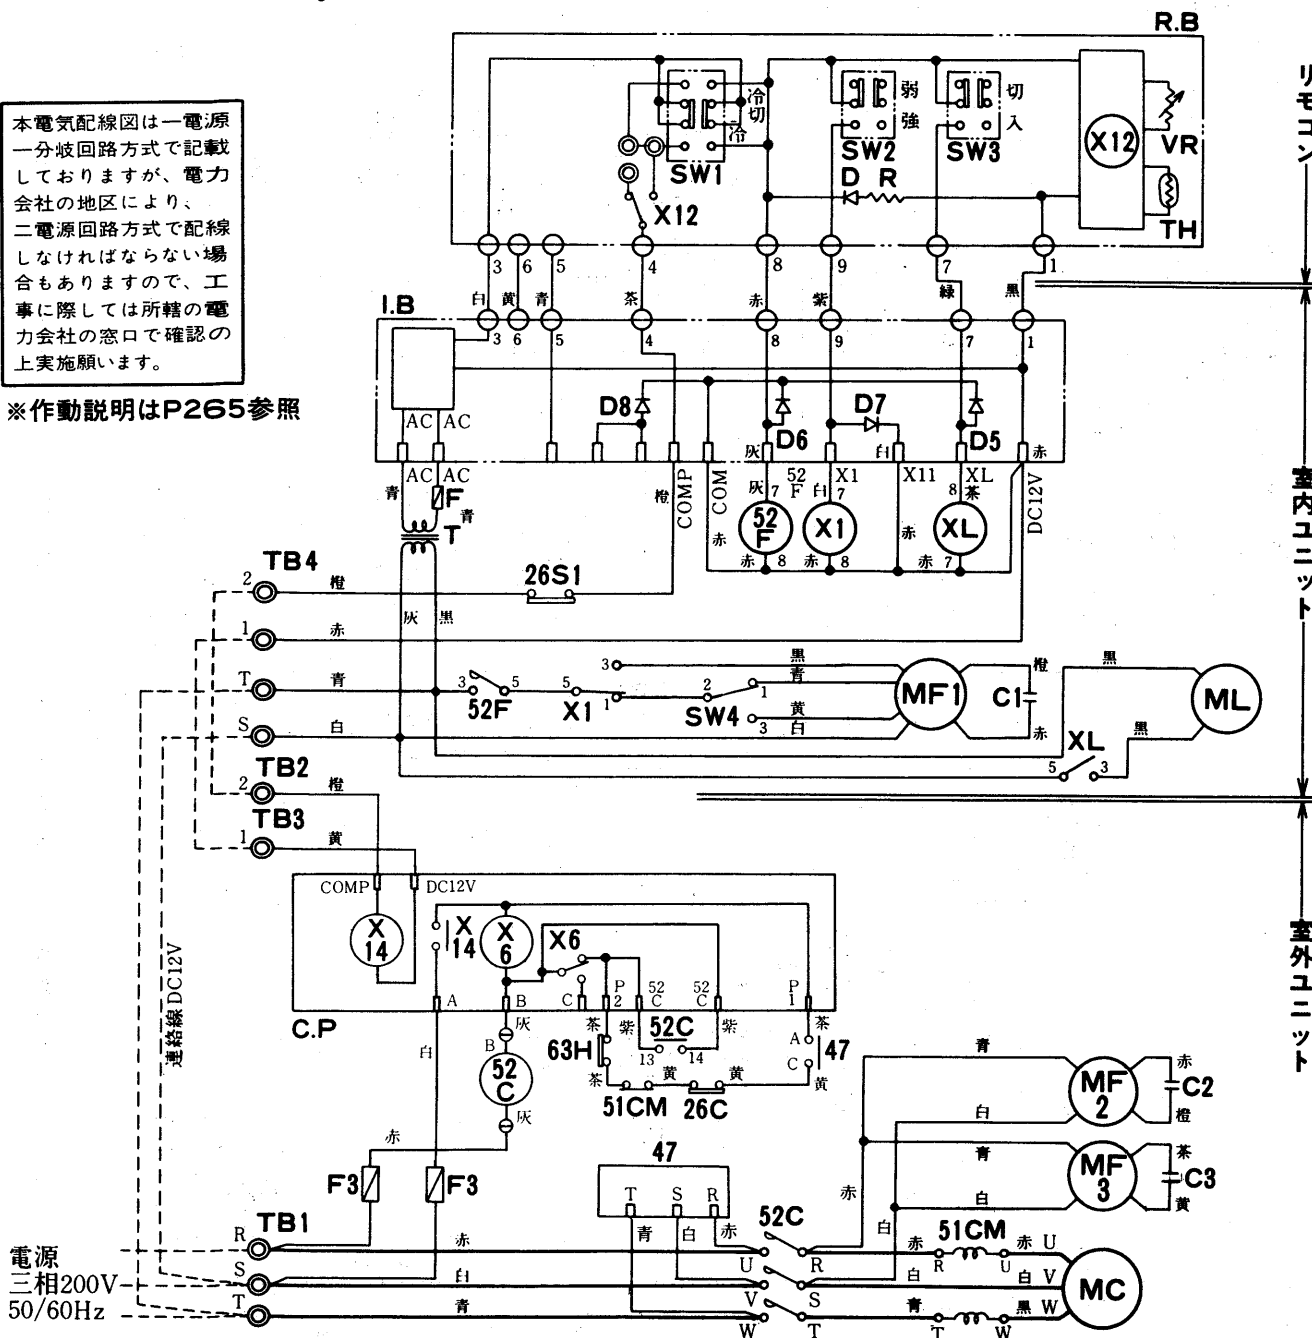 R.B
リモコン
本電気配線図は一電源
一分岐回路方式で記載
しておりますが、電力
会社の地区により、
二電源回路方式で配線
しなければならない場
合もありますので、工
事に際しては所轄の電
力会社の窓口で確認の
上実施願います。
※作動説明はP265参照
冷
切
冷
SW1
X12
弱
強
SW2
切
入
SW3
D R
X12
VR
TH
3 6 5 4 8 9 7 1
白 黄 青 茶 赤 紫 緑 黒
I.B
3 6 5 4 8 9 7 1
AC AC
D8
D6
D7
D5
灰
白
赤
AC AC
青
F
青
T
橙
COMP
COM
赤
灰 7
52
F
52
F
赤 8
X1
白 7
X1
赤 8
X11
赤
XL
8 茶
XL
赤 7
DC12V
室内ユニット
TB4
2 橙
26S1
灰 黒
1 赤
T 青
3 5
52F
5
X1
3
1
2
SW4
1
3
黒
青
黄
白
MF1
橙
C1
赤
黒
ML
黒
XL
5 3
S 白
TB2
2 橙
TB3
1 黄
連絡線DC12V
COMP DC12V
X
14
X
14
X
6
X6
A B C
P
2
52
C
52
C
P
1
C.P
白
灰
B
52
C
灰
茶
63H
茶
紫
52C
13 14
紫
51CM
黄
26C
黄
茶
A
C
47
黄
室外ユニット
青
MF
2
赤
C2
橙
白
青
MF
3
茶
C3
黄
白
赤
F3 F3
47
T S R
青 白 赤
52C
赤
白
TB1
電源
三相200V
50/60Hz
R 赤
U R
赤
51CM
R U
赤 U
S 白
V S
白
白 V
MC
T 青
W T
青
T W
黒 W